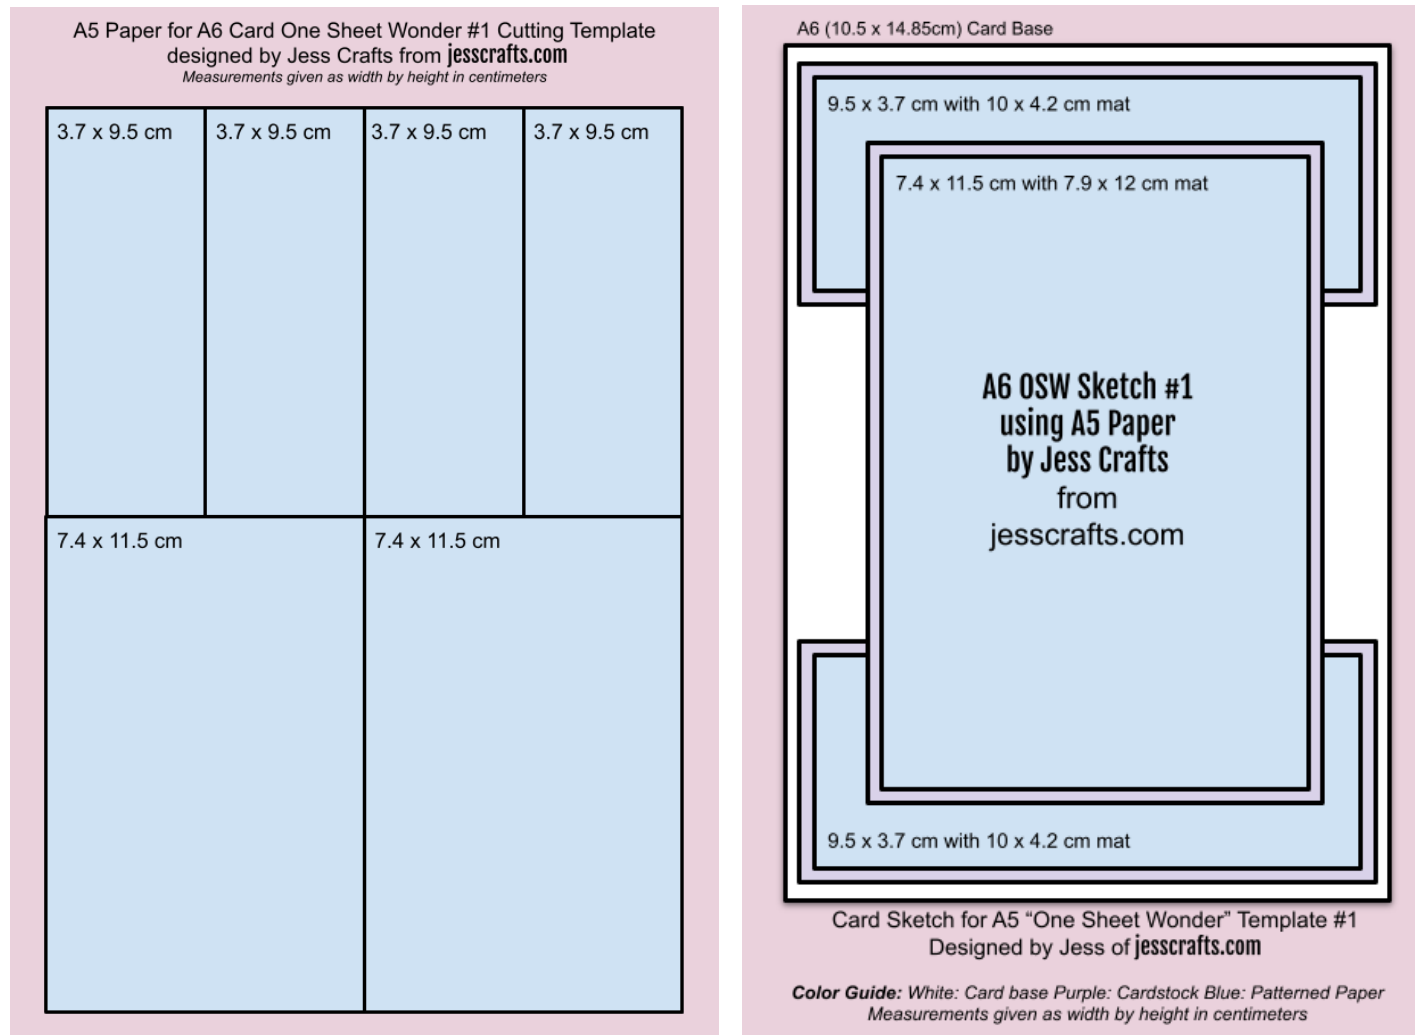 A5 Paper for A6 Card One Sheet Wonder #1 Cutting Template
designed by Jess Crafts from jesscrafts.com
Measurements given as width by height in centimeters
3.7 x 9.5 cm
3.7 x 9.5 cm
3.7 x 9.5 cm
3.7 x 9.5 cm
7.4 x 11.5 cm
7.4 x 11.5 cm
A6 (10.5 x 14.85cm) Card Base
9.5 x 3.7 cm with 10 x 4.2 cm mat
7.4 x 11.5 cm with 7.9 x 12 cm mat
A6 OSW Sketch #1
using A5 Paper
by Jess Crafts
from
jesscrafts.com
9.5 x 3.7 cm with 10 x 4.2 cm mat
Card Sketch for A5 “One Sheet Wonder” Template #1
Designed by Jess of jesscrafts.com
Color Guide: White: Card base Purple: Cardstock Blue: Patterned Paper
Measurements given as width by height in centimeters